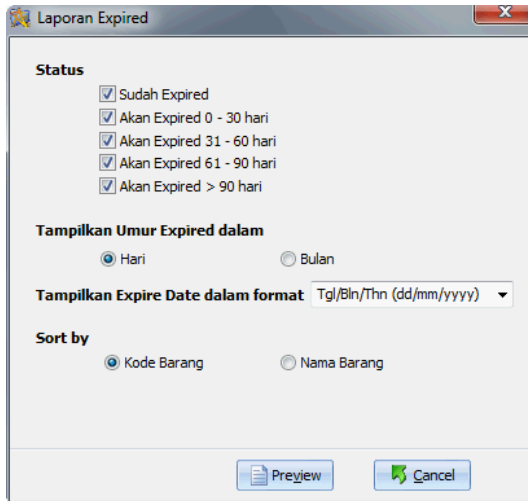 Laporan Expired
Status
Sudah Expired
Akan Expired 0 - 30 hari
Akan Expired 31 - 60 hari
Akan Expired 61 - 90 hari
Akan Expired > 90 hari
Tampilkan Umur Expired dalam
Hari Bulan
Tampilkan Expire Date dalam format Tgl/Bln/Thn (dd/mm/yyyy)
Sort by
Kode Barang Nama Barang
Preview Cancel